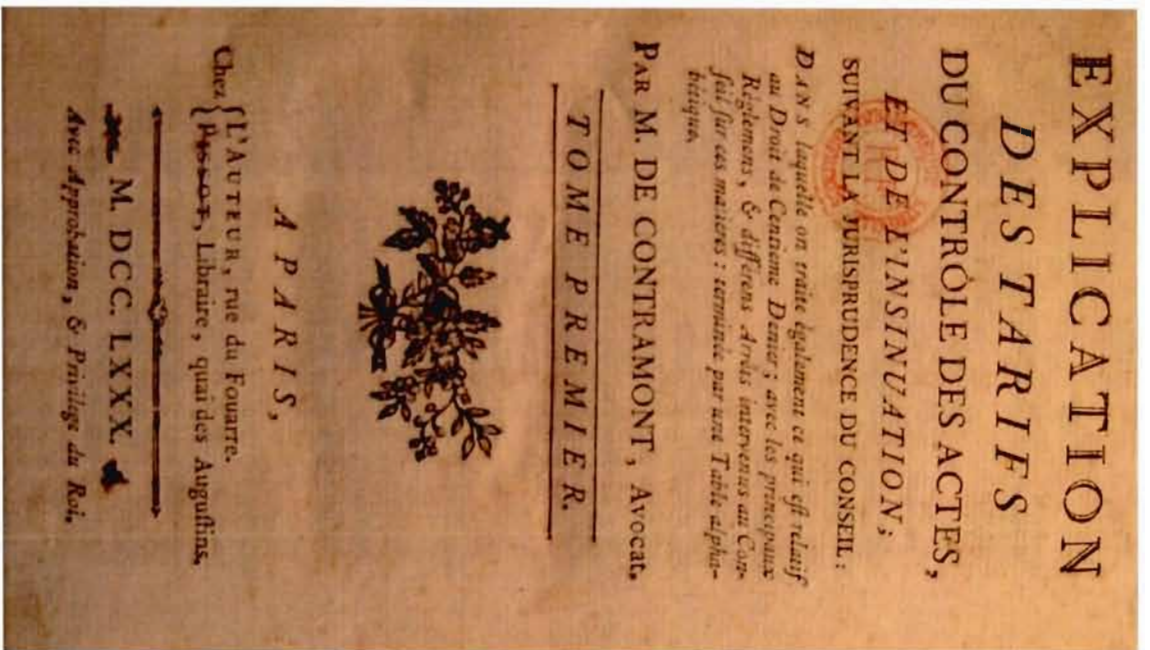 EXPLICATION
DES TARIFS
DU CONTRÔLE DES ACTES,
ET DE L'INSINUATION;
SUIVANT LA JURISPRUDENCE DU CONSEIL:
DANS laquelle on traite également ce qui eſt relatif
au Droit de Centieme Denier; avec les principaux
Réglemens, & différens Arrêts intervenus au Con-
ſeil ſur ces matieres: terminée par une Table alpha-
bétique.
PAR M. DE CONTRAMONT, Avocat.
TOME PREMIER.
A PARIS,
Chez { L'AUTEUR, rue du Fouarre.
Libraire, quai des Auguſtins.
M. DCC. LXXX.
Avec Approbation, & Privilege du Roi.